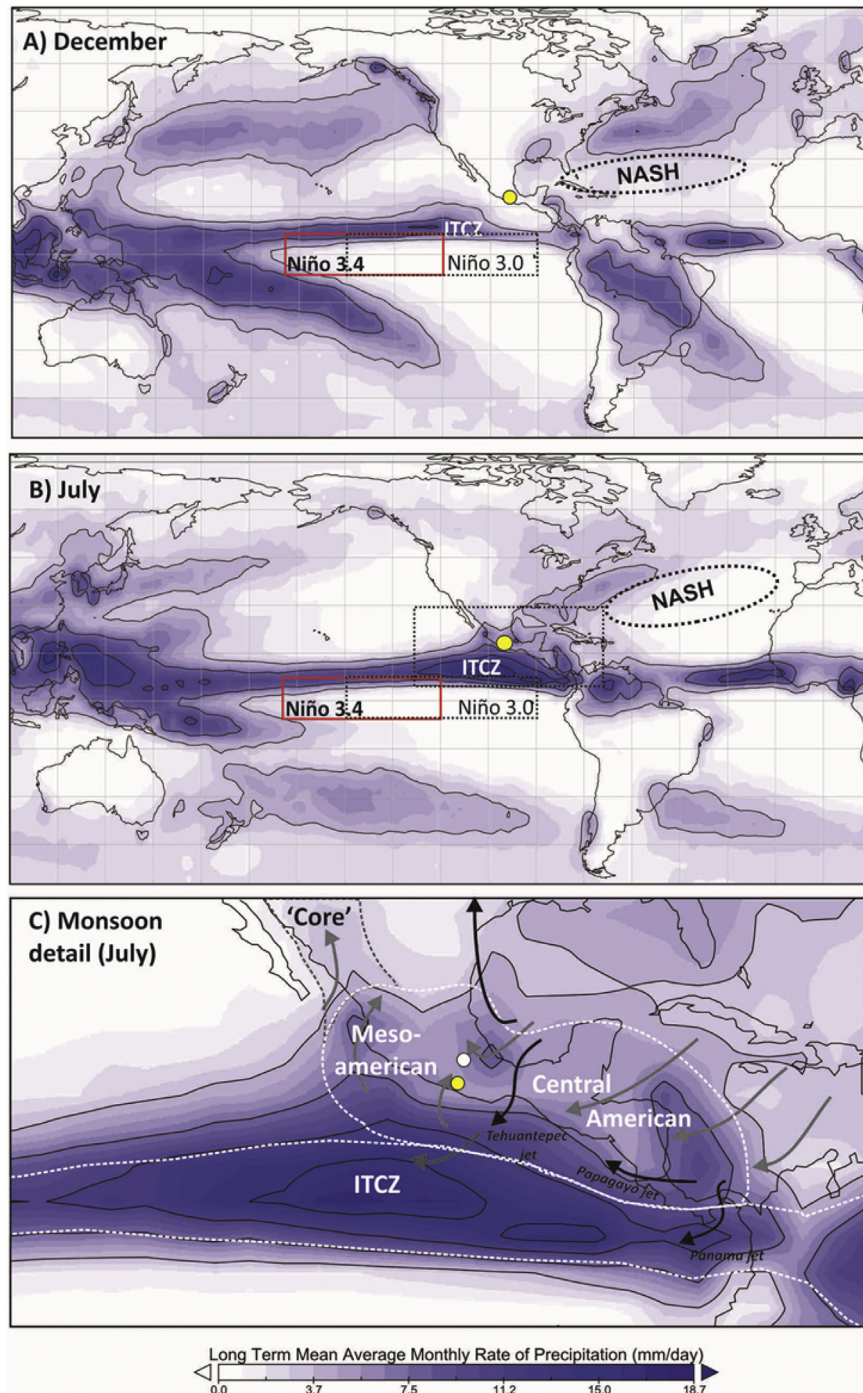 A) December
NASH
ITCZ
Niño 3.4
Niño 3.0
B) July
NASH
ITCZ
Niño 3.4
Niño 3.0
C) Monsoon
detail (July)
'Core'
Meso-
american
Central
American
Tehuantepec
jet
Papagayo jet
ITCZ
Panama jet
Long Term Mean Average Monthly Rate of Precipitation (mm/day)
0.0 3.7 7.5 11.2 15.0 18.7